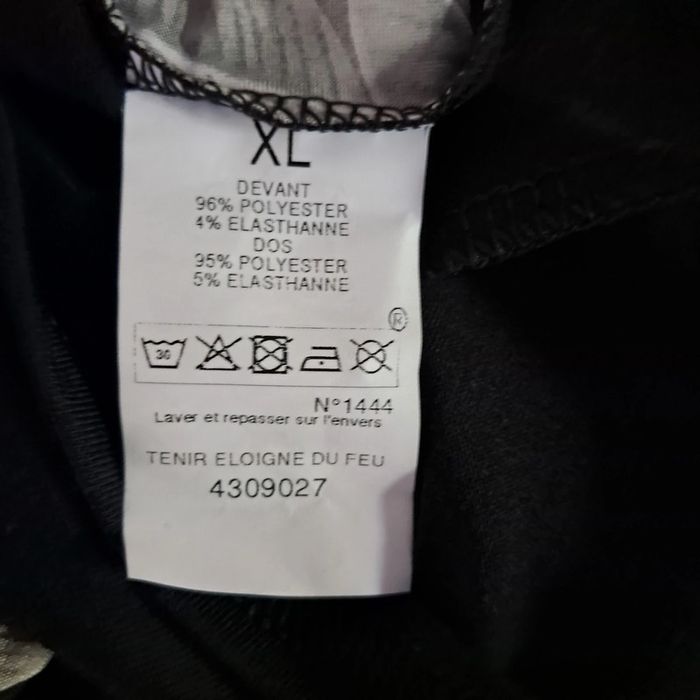 XL
DEVANT
96% POLYESTER
4% ELASTHANNE
DOS
95% POLYESTER
5% ELASTHANNE
®
30
N°1444
Laver et repasser sur l'envers
TENIR ELOIGNE DU FEU
4309027